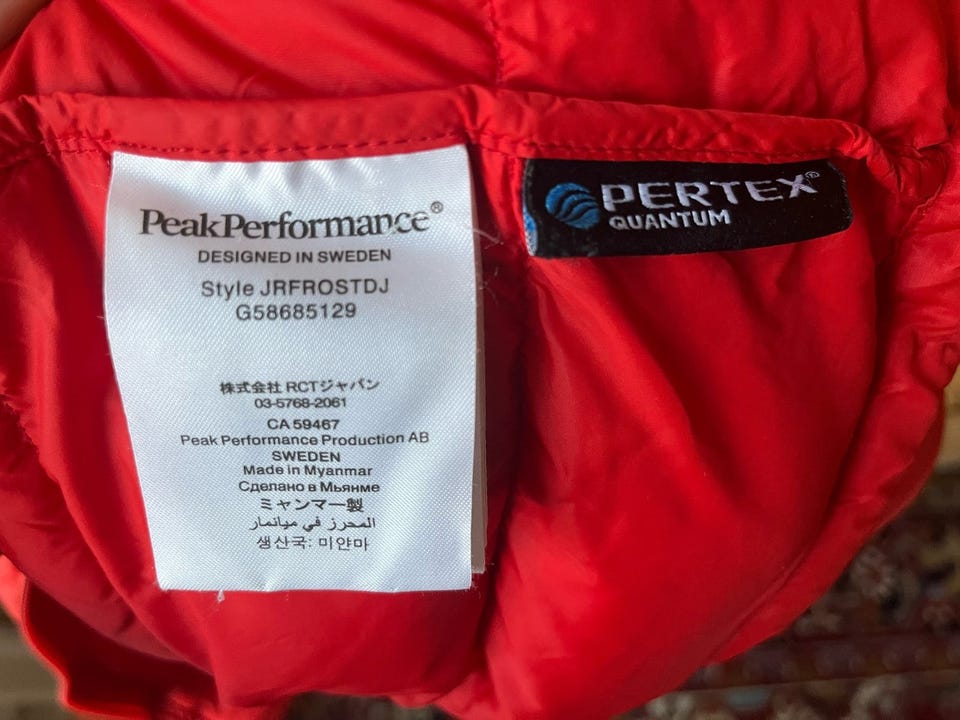 PeakPerformance®
DESIGNED IN SWEDEN
Style JRFROSTDJ
G58685129
株式会社 RCTジャパン
03-5768-2061
CA 59467
Peak Performance Production AB
SWEDEN
Made in Myanmar
Сделано в Мьянме
ミャンマー製
المحرز في ميانمار
생산국: 미얀마
PERTEX®
QUANTUM